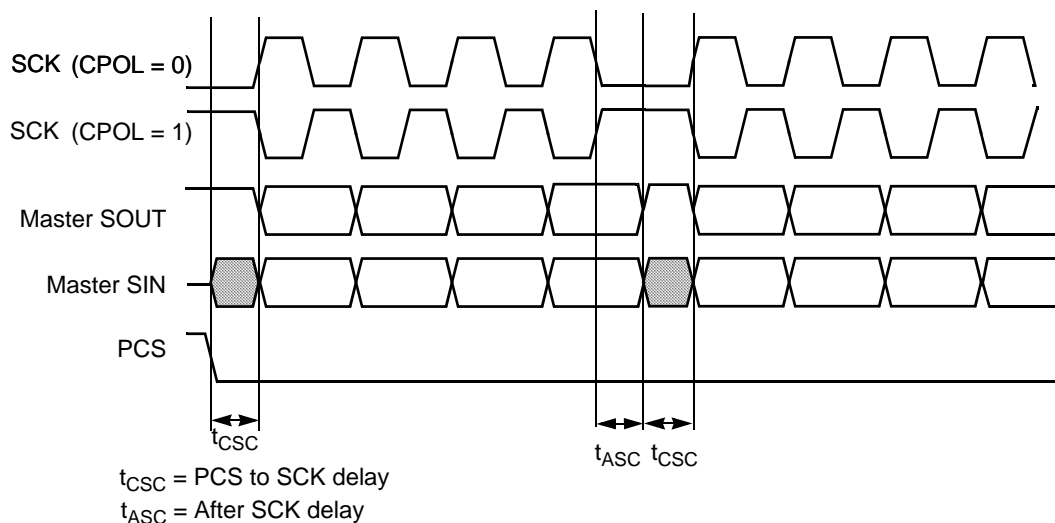 SCK (CPOL = 0)
SCK (CPOL = 1)
Master SOUT
Master SIN
PCS
tCSC
tASC tCSC
tCSC = PCS to SCK delay
tASC = After SCK delay